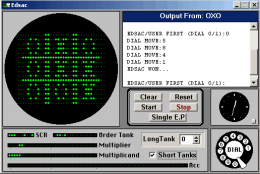 Edsac
Output From: OXO
EDSAC/USER FIRST (DIAL 0/1):0
DIAL MOVE:6
DIAL MOVE:8
DIAL MOVE:4
DIAL MOVE:1
EDSAC WON...
EDSAC/USER FIRST (DIAL 0/1):
Clear
Reset
Start
Stop
Single E.P
SCR
Order Tank
LongTank
0
Multiplier
Multiplicand
Short Tanks
Acc
DIAL